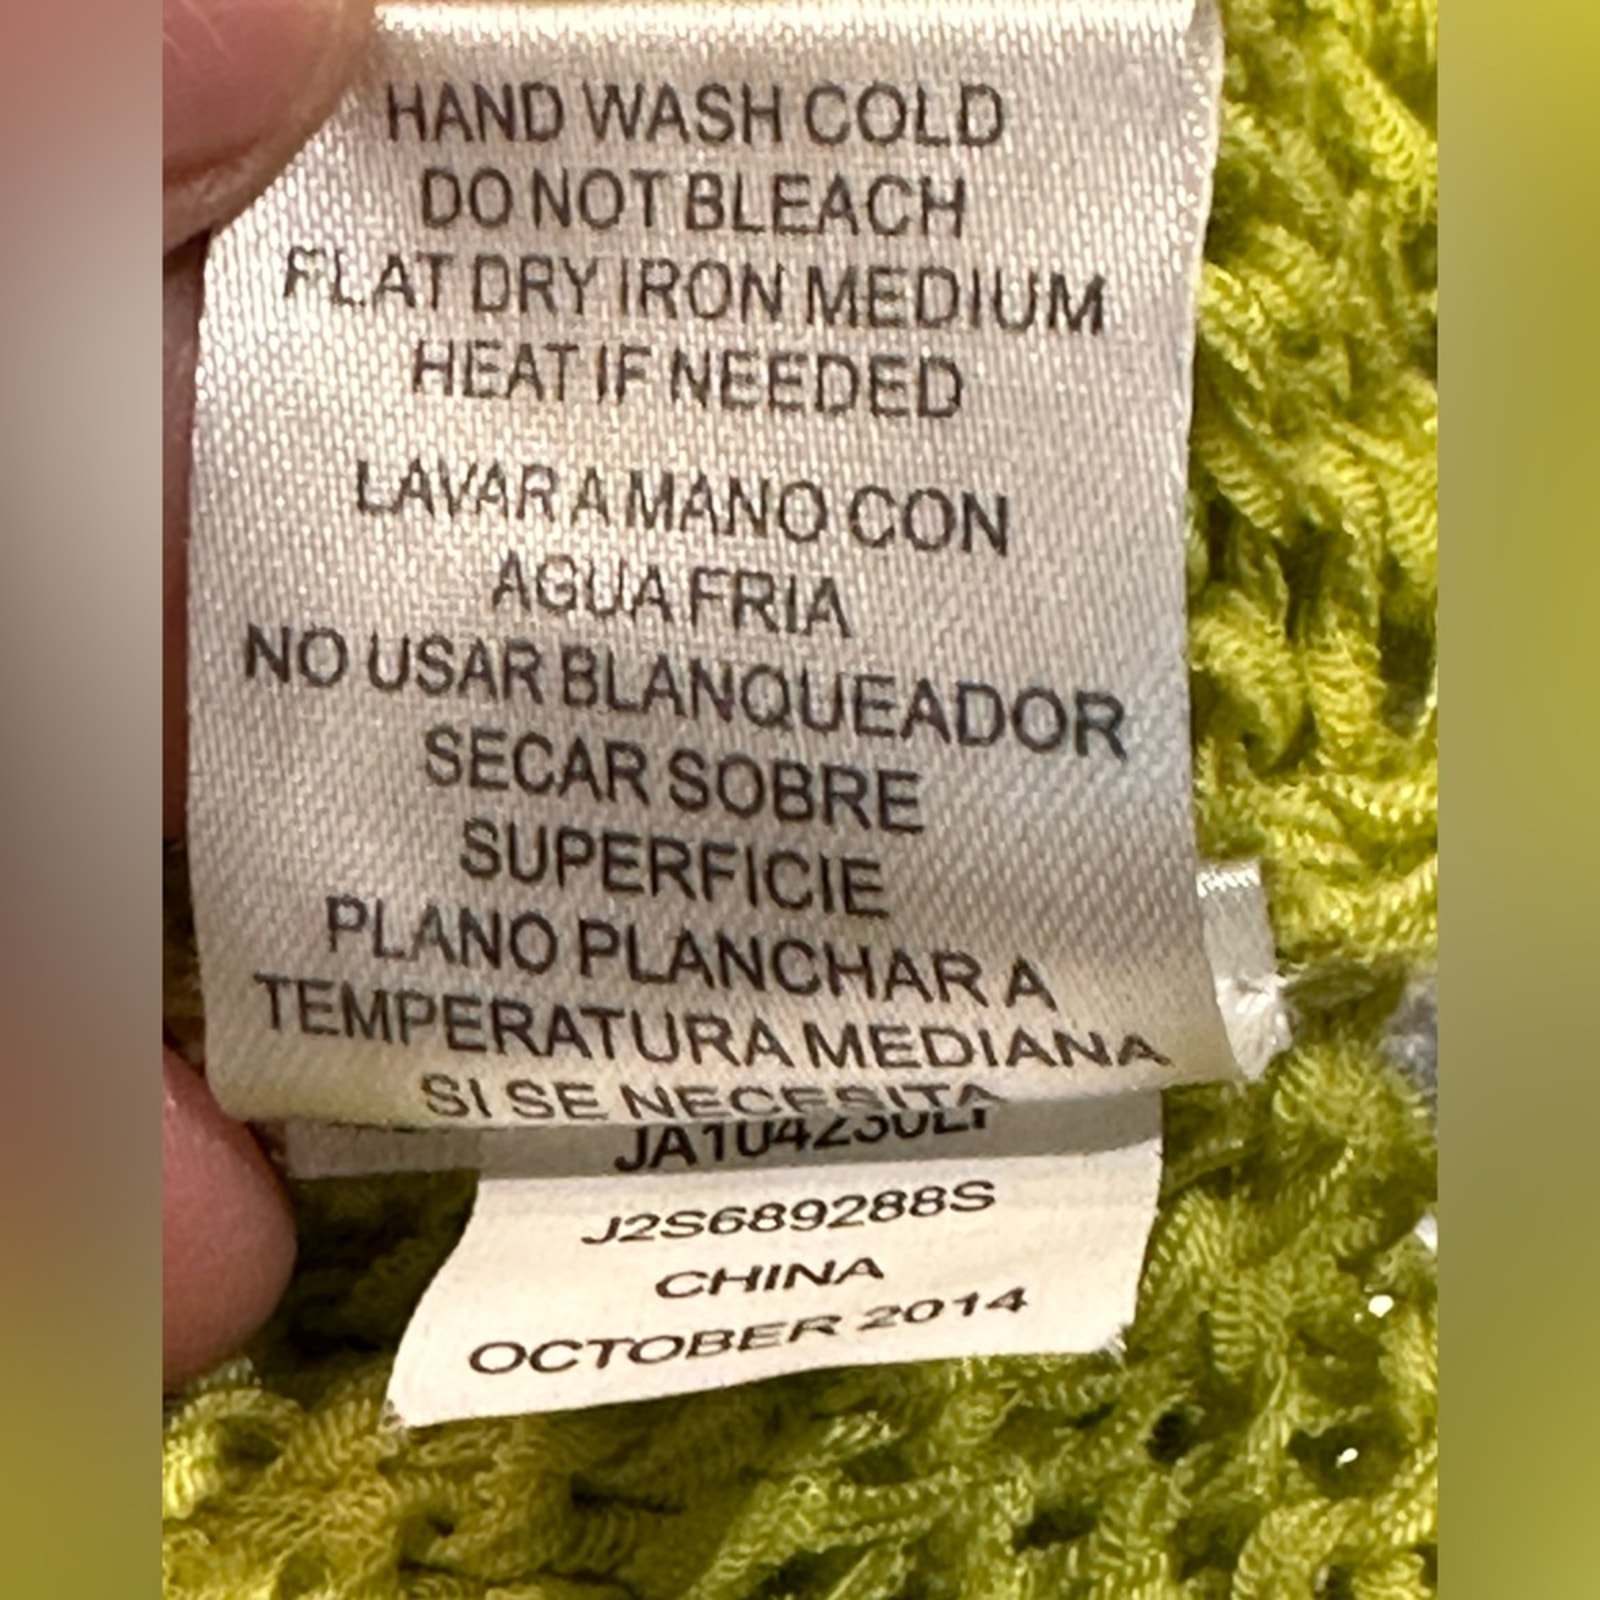 HAND WASH COLD
DO NOT BLEACH
FLAT DRY IRON MEDIUM
HEAT IF NEEDED
LAVAR A MANO CON
AGUA FRIA
NO USAR BLANQUEADOR
SECAR SOBRE
SUPERFICIE
PLANO PLANCHAR A
TEMPERATURA MEDIANA
SI SE NECESITA
J2S689288S
CHINA
OCTOBER 2014